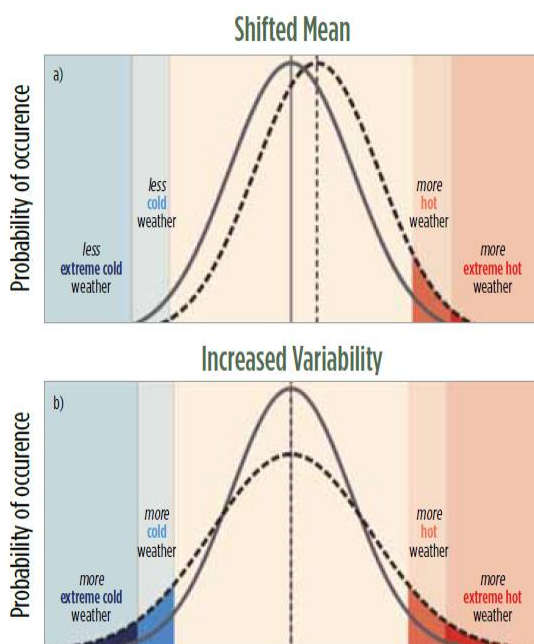 Shifted Mean
a)
Probability of occurence
less
cold
weather
more
hot
weather
less
extreme cold
weather
more
extreme hot
weather
Increased Variability
b)
Probability of occurence
more
cold
weather
more
hot
weather
more
extreme cold
weather
more
extreme hot
weather